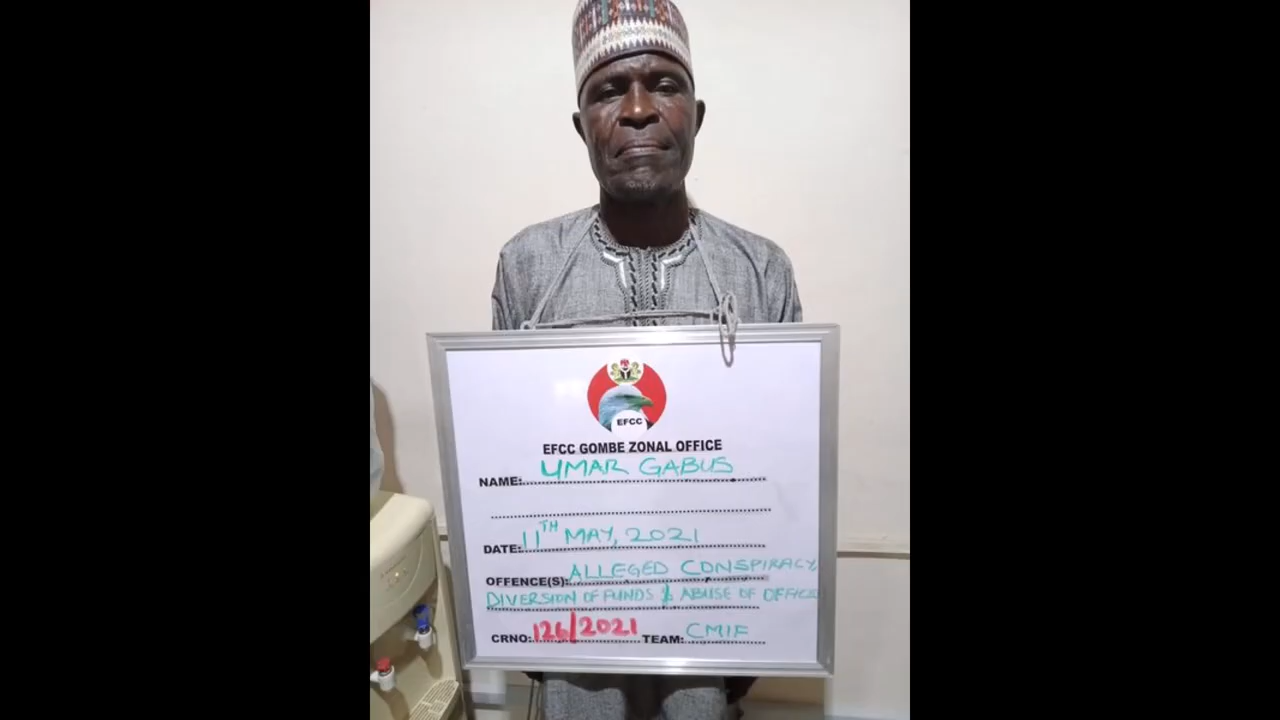 EFCC
EFCC GOMBE ZONAL OFFICE
NAME: UMAR GABUS
DATE: 11TH MAY, 2021
OFFENCE(S): ALLEGED CONSPIRACY,
DIVERSION OF FUNDS & ABUSE OF OFFICE
CRNO: 126/2021 TEAM: CMIF